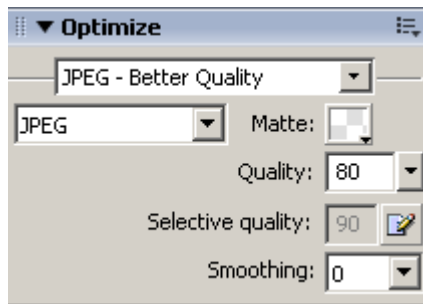 Optimize
JPEG - Better Quality
JPEG Matte:
Quality: 80
Selective quality: 90
Smoothing: 0